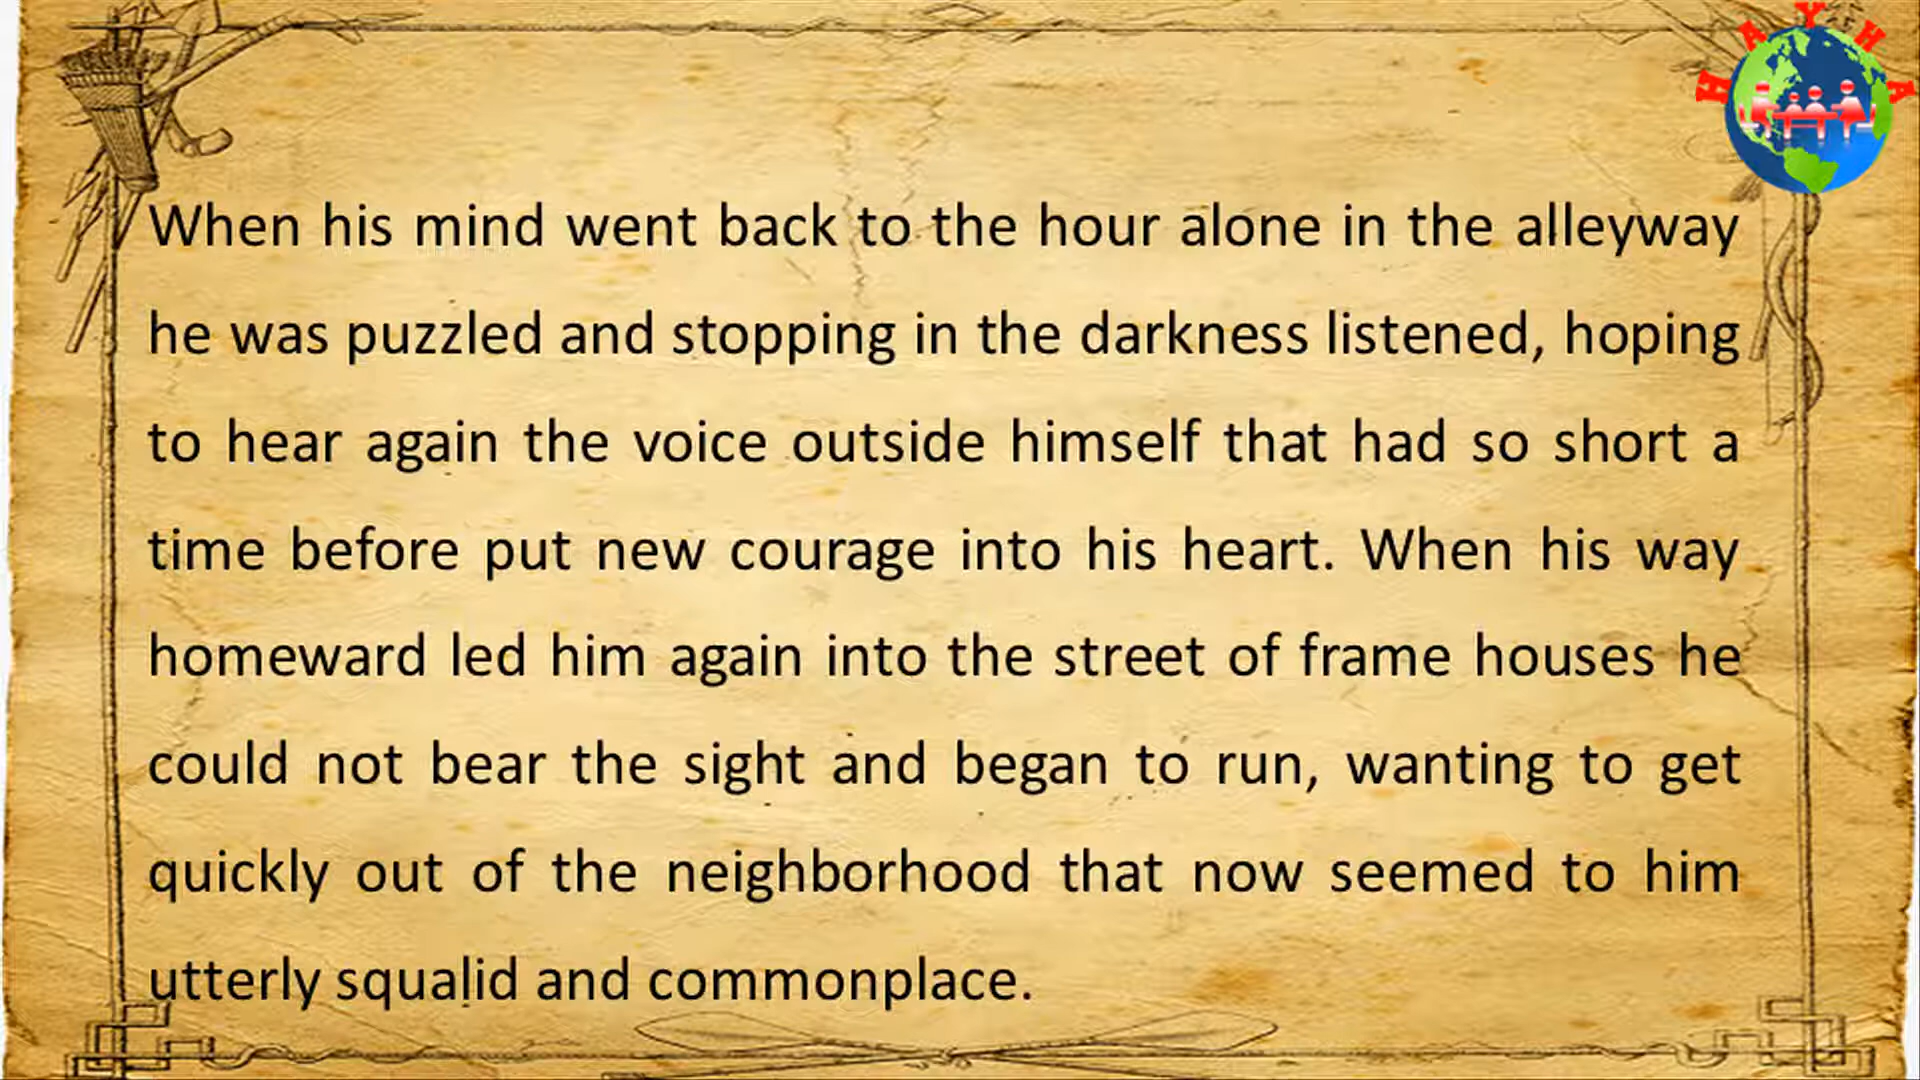 HAYHA
When his mind went back to the hour alone in the alleyway
he was puzzled and stopping in the darkness listened, hoping
to hear again the voice outside himself that had so short a
time before put new courage into his heart. When his way
homeward led him again into the street of frame houses he
could not bear the sight and began to run, wanting to get
quickly out of the neighborhood that now seemed to him
utterly squalid and commonplace.